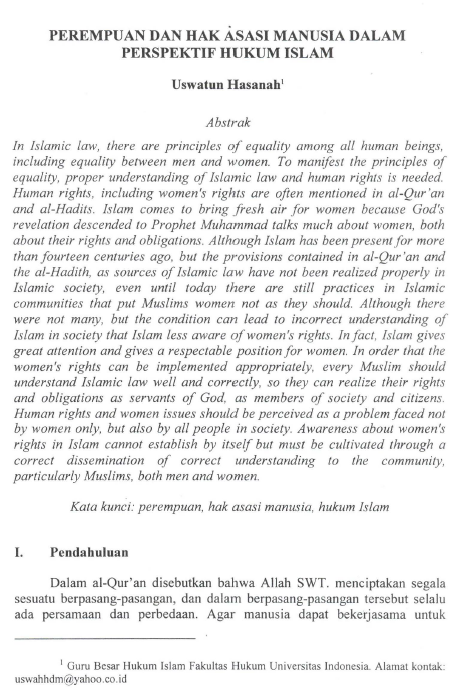 PEREMPUAN DAN HAK ASASI MANUSIA DALAM
PERSPEKTIF HUKUM ISLAM
Uswatun Hasanah¹
Abstrak
In Islamic law, there are principles of equality among all human beings,
including equality between men and women. To manifest the principles of
equality, proper understanding of Islamic law and human rights is needed.
Human rights, including women's rights are often mentioned in al-Qur'an
and al-Hadits. Islam comes to bring fresh air for women because God's
revelation descended to Prophet Muhammad talks much about women, both
about their rights and obligations. Although Islam has been present for more
than fourteen centuries ago, but the provisions contained in al-Qur'an and
the al-Hadith, as sources of Islamic law have not been realized properly in
Islamic society, even until today there are still practices in Islamic
communities that put Muslims women not as they should. Although there
were not many, but the condition can lead to incorrect understanding of
Islam in society that Islam less aware of women's rights. In fact, Islam gives
great attention and gives a respectable position for women. In order that the
women's rights can be implemented appropriately, every Muslim should
understand Islamic law well and correctly, so they can realize their rights
and obligations as servants of God, as members of society and citizens.
Human rights and women issues should be perceived as a problem faced not
by women only, but also by all people in society. Awareness about women's
rights in Islam cannot establish by itself but must be cultivated through a
correct dissemination of correct understanding to the community,
particularly Muslims, both men and women.
Kata kunci: perempuan, hak asasi manusia, hukum Islam
I. Pendahuluan
Dalam al-Qur'an disebutkan bahwa Allah SWT. menciptakan segala
sesuatu berpasang-pasangan, dan dalam berpasang-pasangan tersebut selalu
ada persamaan dan perbedaan. Agar manusia dapat bekerjasama untuk
¹ Guru Besar Hukum Islam Fakultas Hukum Universitas Indonesia. Alamat kontak:
uswahhdm@yahoo.co.id